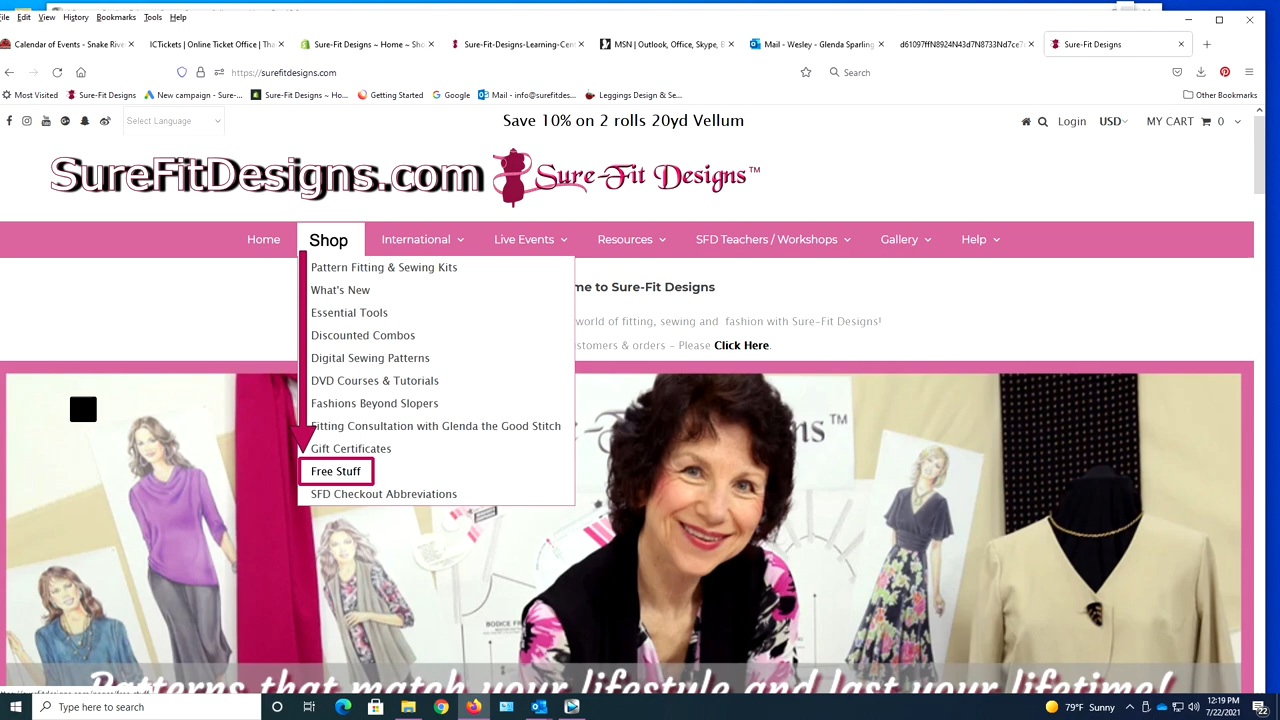 File Edit View History Bookmarks Tools Help
Calendar of Events - Snake Rive
ICTickets | Online Ticket Office | Tha
Sure-Fit Designs ~ Home ~ Sho
Sure-Fit-Designs-Learning-Cent
MSN | Outlook, Office, Skype, B
Mail - Wesley - Glenda Sparling
Sure-Fit Designs
https://surefitdesigns.com
Search
Most Visited Sure-Fit Designs New campaign - Sure-... Sure-Fit Designs ~ Ho... Getting Started Google Mail - info@surefitdes... Leggings Design & Se... Other Bookmarks
Select Language
Save 10% on 2 rolls 20yd Vellum
Login USD MY CART 0
SureFitDesigns.com Sure-Fit Designs™
Home Shop International Live Events Resources SFD Teachers / Workshops Gallery Help
Pattern Fitting & Sewing Kits
What's New
Essential Tools
Discounted Combos
Digital Sewing Patterns
DVD Courses & Tutorials
Fashions Beyond Slopers
Fitting Consultation with Glenda the Good Stitch
Gift Certificates
Free Stuff
SFD Checkout Abbreviations
me to Sure-Fit Designs
world of fitting, sewing and fashion with Sure-Fit Designs!
stomers & orders - Please Click Here.
BODICE FR
Patterns that match your lifestyle and last your lifetime!
Type here to search
79°F Sunny
12:19 PM
7/22/2021
22